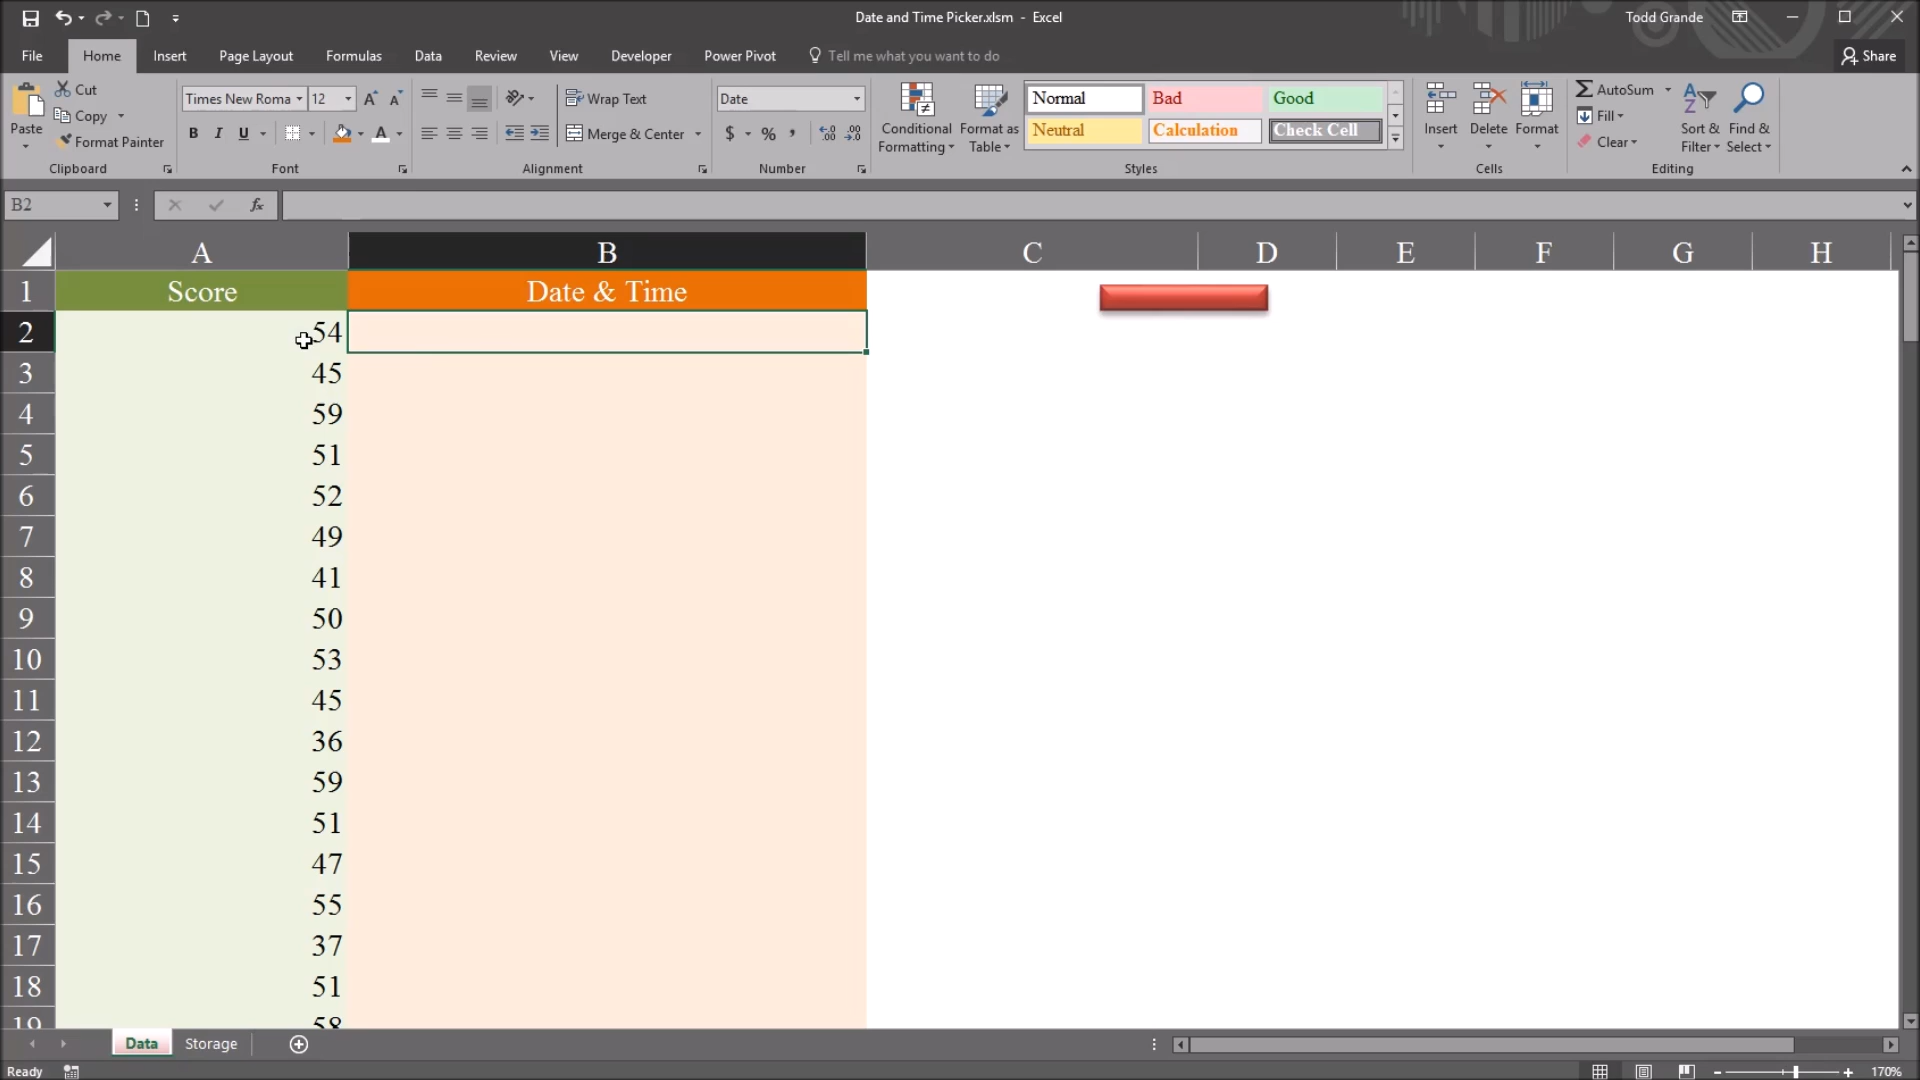 Date and Time Picker.xlsm - Excel
Todd Grande
File Home Insert Page Layout Formulas Data Review View Developer Power Pivot Tell me what you want to do Share
Paste
Cut
Copy
Format Painter
Clipboard
Times New Roma 12
B I U
Font
Wrap Text
Merge & Center
Alignment
Date
$ % ,
Number
Conditional Formatting
Format as Table
Normal Bad Good
Neutral Calculation Check Cell
Styles
Insert Delete Format
Cells
AutoSum
Fill
Clear
Sort & Filter
Find & Select
Editing
B2
fx
A B C D E F G H
1 Score Date & Time
2 54
3 45
4 59
5 51
6 52
7 49
8 41
9 50
10 53
11 45
12 36
13 59
14 51
15 47
16 55
17 37
18 51
19 58
Data Storage
Ready
170%